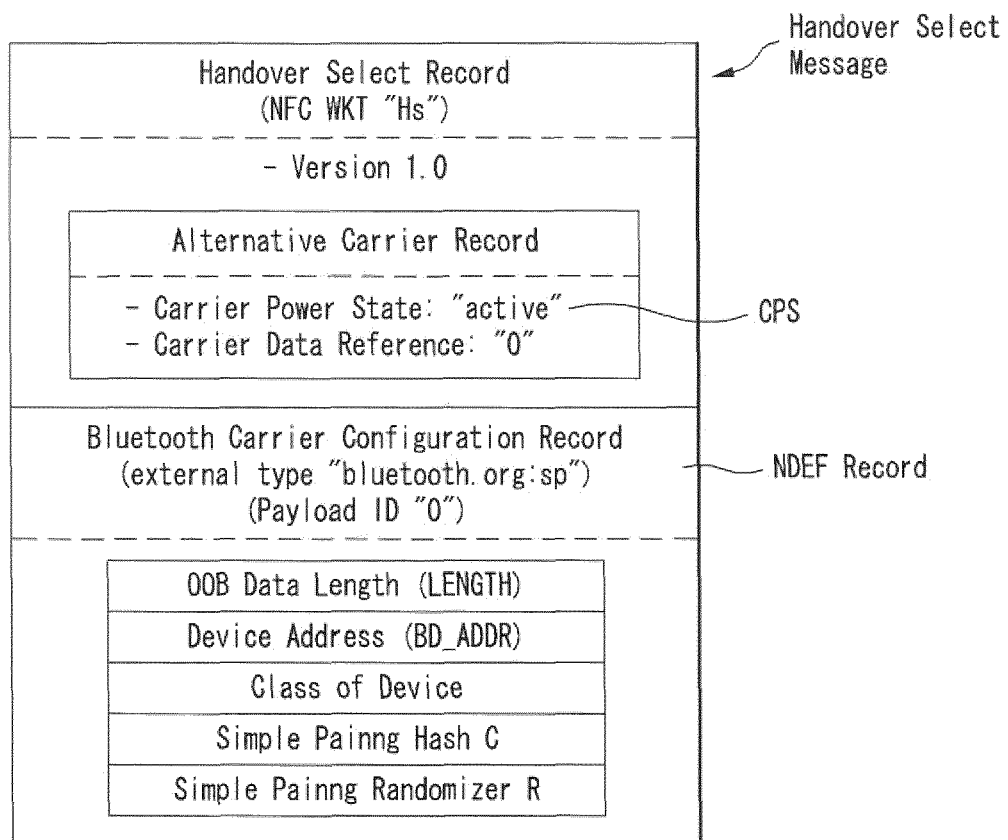 Handover Select
Message
Handover Select Record
(NFC WKT "Hs")
- Version 1.0
Alternative Carrier Record
- Carrier Power State: "active"
CPS
- Carrier Data Reference: "0"
Bluetooth Carrier Configuration Record
(external type "bluetooth.org:sp")
(Payload ID "0")
NDEF Record
OOB Data Length (LENGTH)
Device Address (BD_ADDR)
Class of Device
Simple Painng Hash C
Simple Painng Randomizer R